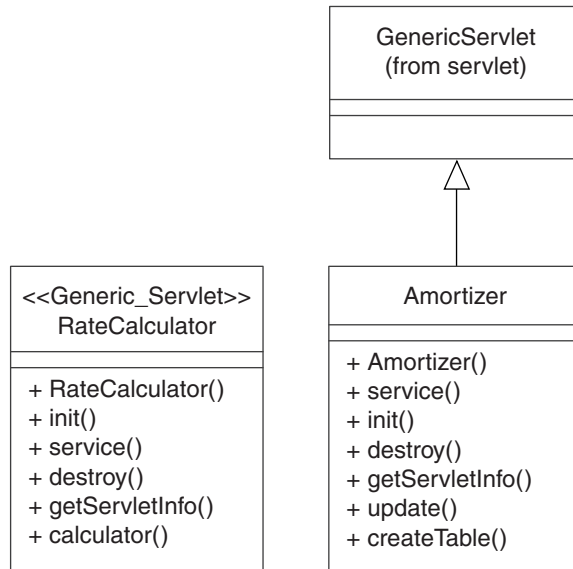 GenericServlet
(from servlet)
<<Generic_Servlet>>
RateCalculator
+ RateCalculator()
+ init()
+ service()
+ destroy()
+ getServletInfo()
+ calculator()
Amortizer
+ Amortizer()
+ service()
+ init()
+ destroy()
+ getServletInfo()
+ update()
+ createTable()